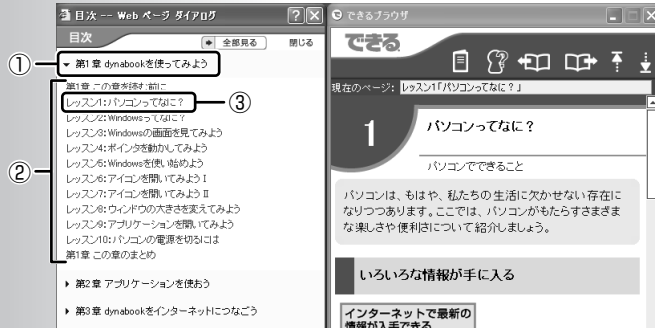 目次 -- Web ページ ダイアログ
目次
全部見る
閉じる
① 第1章 dynabookを使ってみよう
第1章 この章を読む前に
レッスン1:パソコンってなに？
③
レッスン2:Windowsってなに？
②
レッスン3:Windowsの画面を見てみよう
レッスン4:ポインタを動かしてみよう
レッスン5:Windowsを使い始めよう
レッスン6:アイコンを開いてみよう I
レッスン7:アイコンを開いてみよう II
レッスン8:ウィンドウの大きさを変えてみよう
レッスン9:アプリケーションを開いてみよう
レッスン10:パソコンの電源を切るには
第1章 この章のまとめ
第2章 アプリケーションを使おう
第3章 dynabookをインターネットにつなごう
できるブラウザ
できる
現在のページ: レッスン1「パソコンってなに？」
1
パソコンってなに？
パソコンでできること
パソコンは、もはや、私たちの生活に欠かせない存在に
なりつつあります。ここでは、パソコンがもたらすさまざま
な楽しさや便利さについて紹介しましょう。
いろいろな情報が手に入る
インターネットで最新の
情報が入手できる